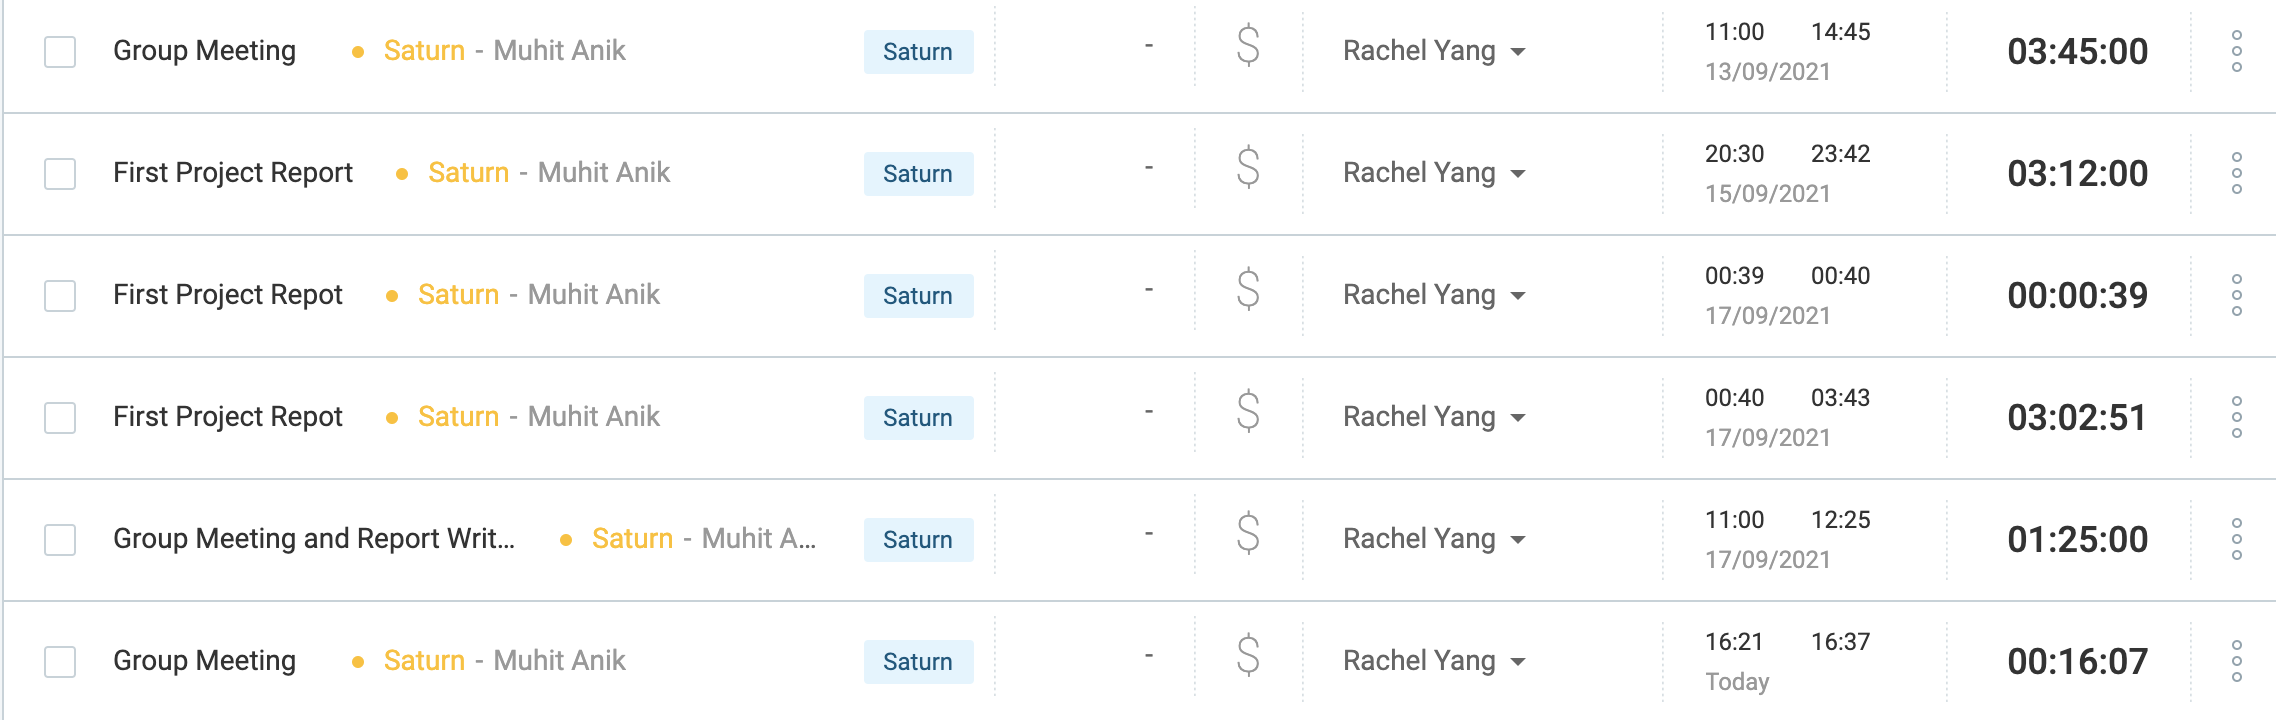 Group Meeting • Saturn - Muhit Anik Saturn - $ Rachel Yang 11:00 14:45 03:45:00
13/09/2021
First Project Report • Saturn - Muhit Anik Saturn - $ Rachel Yang 20:30 23:42 03:12:00
15/09/2021
First Project Repot • Saturn - Muhit Anik Saturn - $ Rachel Yang 00:39 00:40 00:00:39
17/09/2021
First Project Repot • Saturn - Muhit Anik Saturn - $ Rachel Yang 00:40 03:43 03:02:51
17/09/2021
Group Meeting and Report Writ... • Saturn - Muhit A... Saturn - $ Rachel Yang 11:00 12:25 01:25:00
17/09/2021
Group Meeting • Saturn - Muhit Anik Saturn - $ Rachel Yang 16:21 16:37 00:16:07
Today